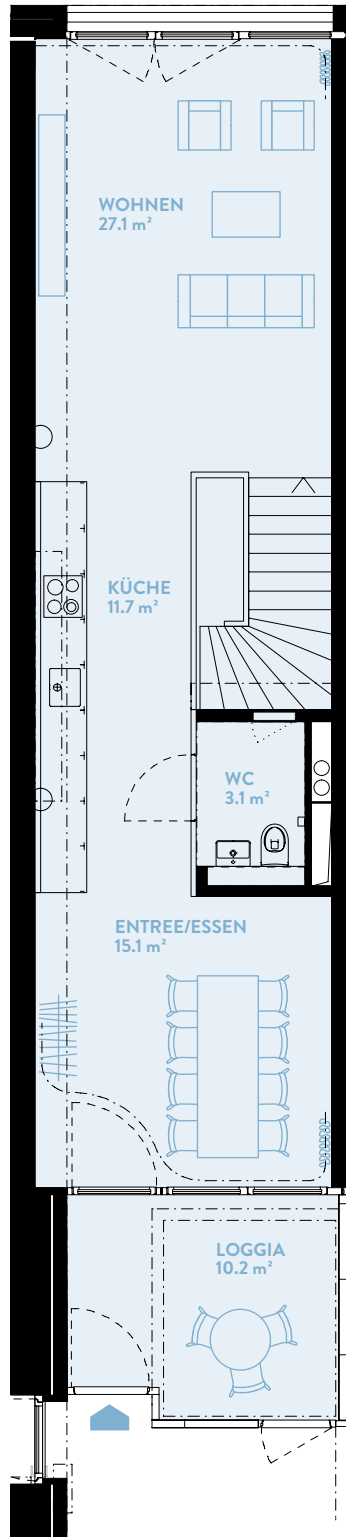 WOHNEN
27.1 m²
KÜCHE
11.7 m²
WC
3.1 m²
ENTREE/ESSEN
15.1 m²
LOGGIA
10.2 m²